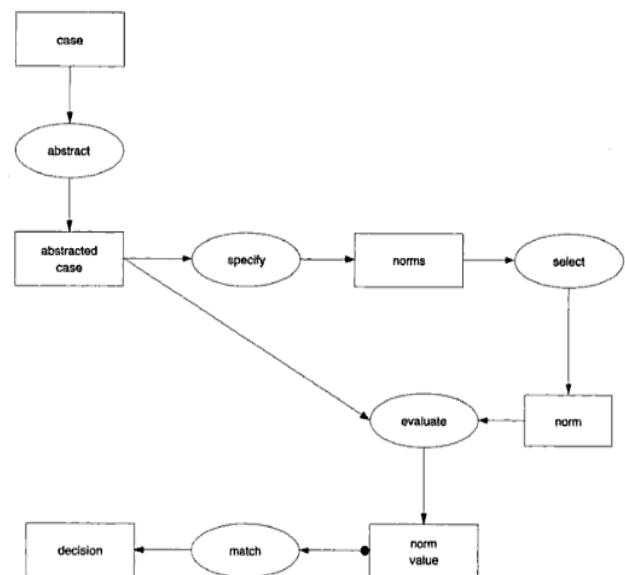 case
abstract
abstracted
case
specify
norms
select
evaluate
norm
decision
match
norm
value